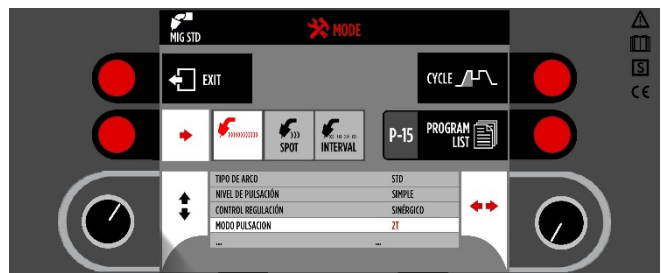 MIG STD
MODE
EXIT
CYCLE
SPOT
INTERVAL
P-15
PROGRAM
LIST
TIPO DE ARCO STD
NIVEL DE PULSACIÓN SIMPLE
CONTROL REGULACIÓN SINÉRGICO
MODO PULSACION 2T
... ...
S
CE